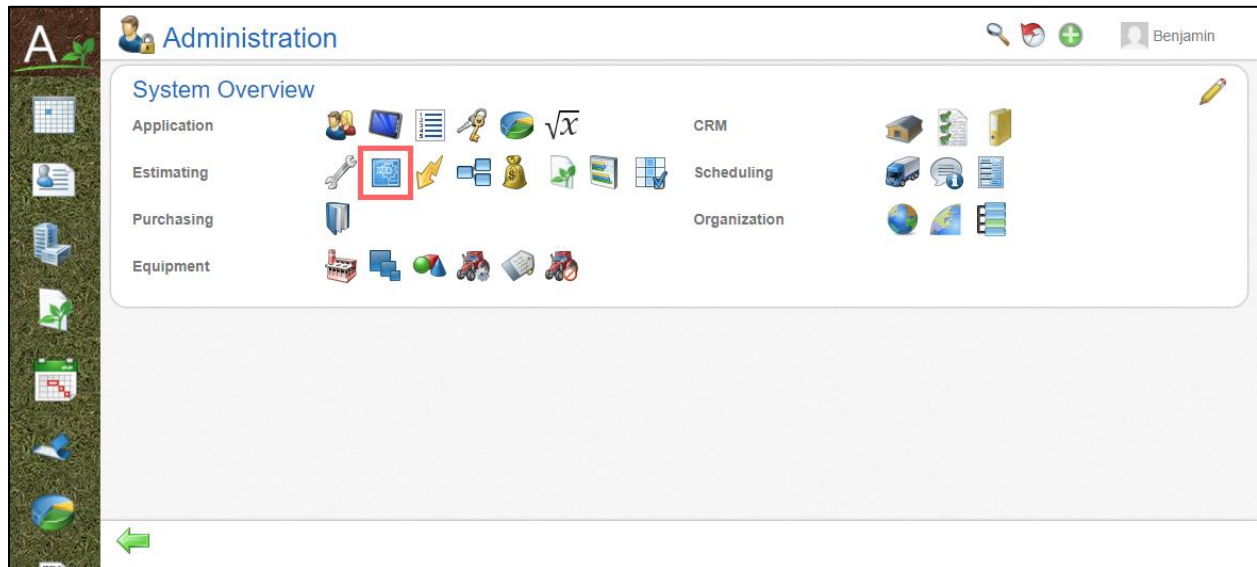 A
Administration
Benjamin
System Overview
Application
√x
CRM
Estimating
Scheduling
Purchasing
Organization
Equipment